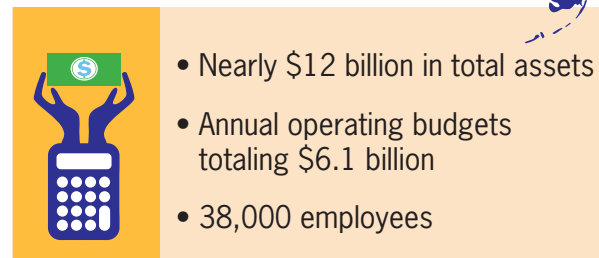 • Nearly $12 billion in total assets
• Annual operating budgets
totaling $6.1 billion
• 38,000 employees
$